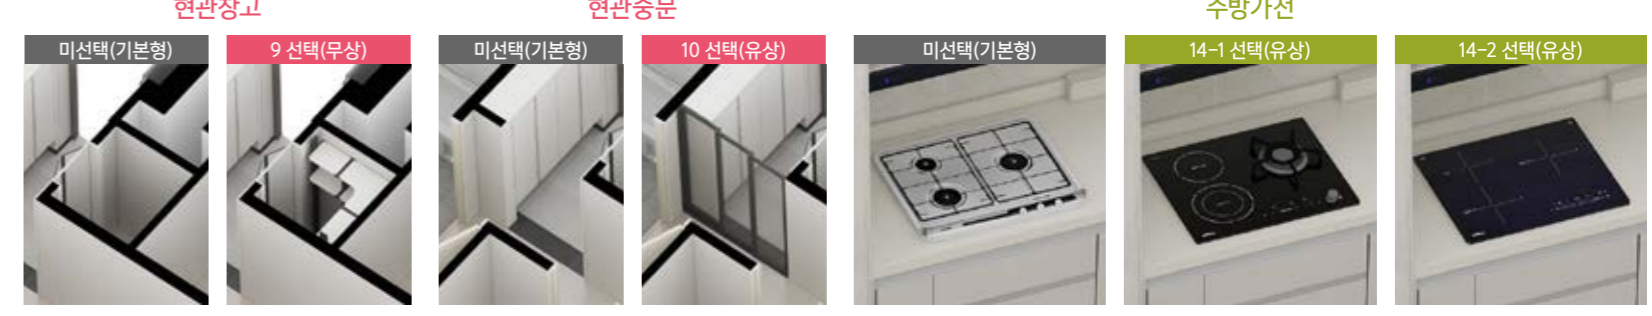 현관창고
현관중문
주방가전
미선택(기본형)
9 선택(무상)
미선택(기본형)
10 선택(유상)
미선택(기본형)
14-1 선택(유상)
14-2 선택(유상)